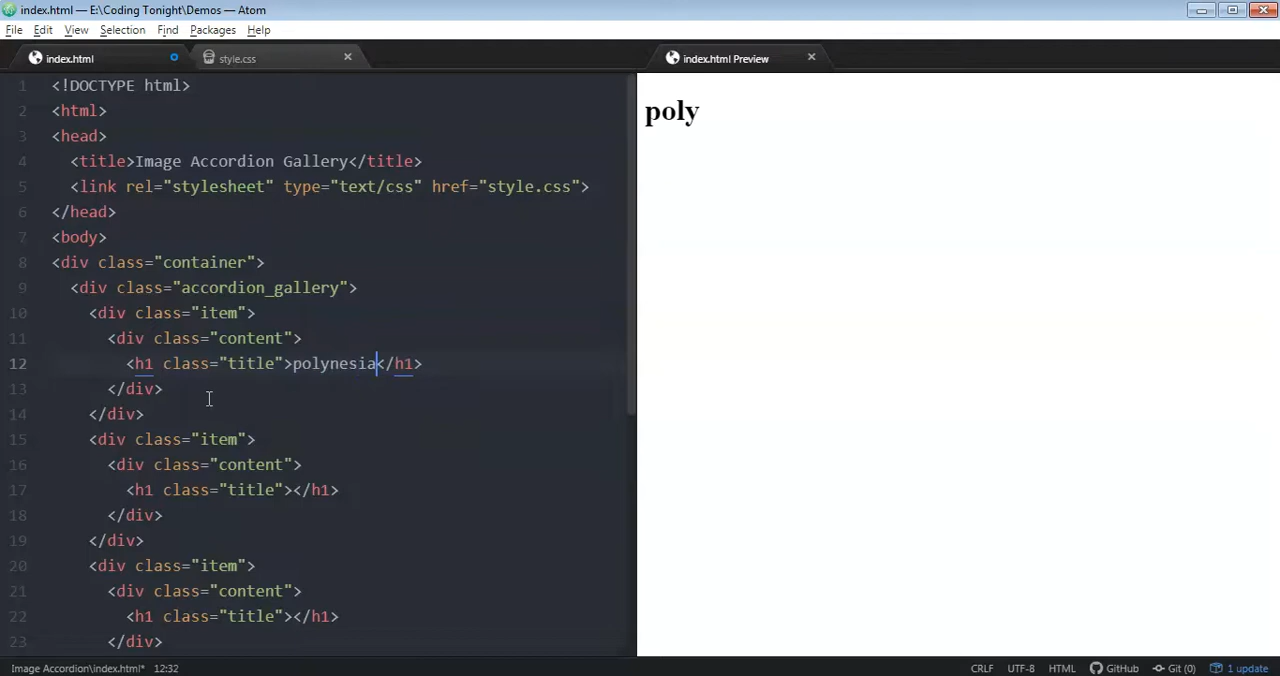 index.html — E:\Coding Tonight\Demos — Atom
File Edit View Selection Find Packages Help
index.html style.css index.html Preview
1 <!DOCTYPE html>
2 <html>
3 <head>
4 <title>Image Accordion Gallery</title>
5 <link rel="stylesheet" type="text/css" href="style.css">
6 </head>
7 <body>
8 <div class="container">
9 <div class="accordion_gallery">
10 <div class="item">
11 <div class="content">
12 <h1 class="title">polynesia</h1>
13 </div>
14 </div>
15 <div class="item">
16 <div class="content">
17 <h1 class="title"></h1>
18 </div>
19 </div>
20 <div class="item">
21 <div class="content">
22 <h1 class="title"></h1>
23 </div>
poly
Image Accordion\index.html* 12:32 CRLF UTF-8 HTML GitHub Git (0) 1 update